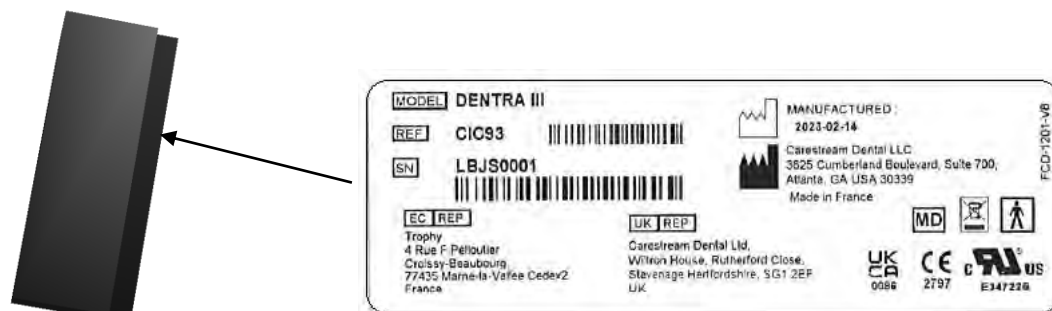 MODEL DENTRA III
REF CIC93
SN LBJS0001
EC REP
Trophy
4 Rue F Pelloutier
Croissy-Beaubourg
77435 Marne-la-Vallee Cedex2
France
UK REP
Carestream Dental Ltd,
House, Rutherford Close,
Stevenage Hertfordshire, SG1 2EF
UK
MANUFACTURED :
2023-02-14
Carestream Dental LLC
3625 Cumberland Boulevard, Suite 700,
Atlanta, GA USA 30339
Made in France
MD
UK
CA
0086
CE
2797
c RU US
E347226
FCD-1201-VB